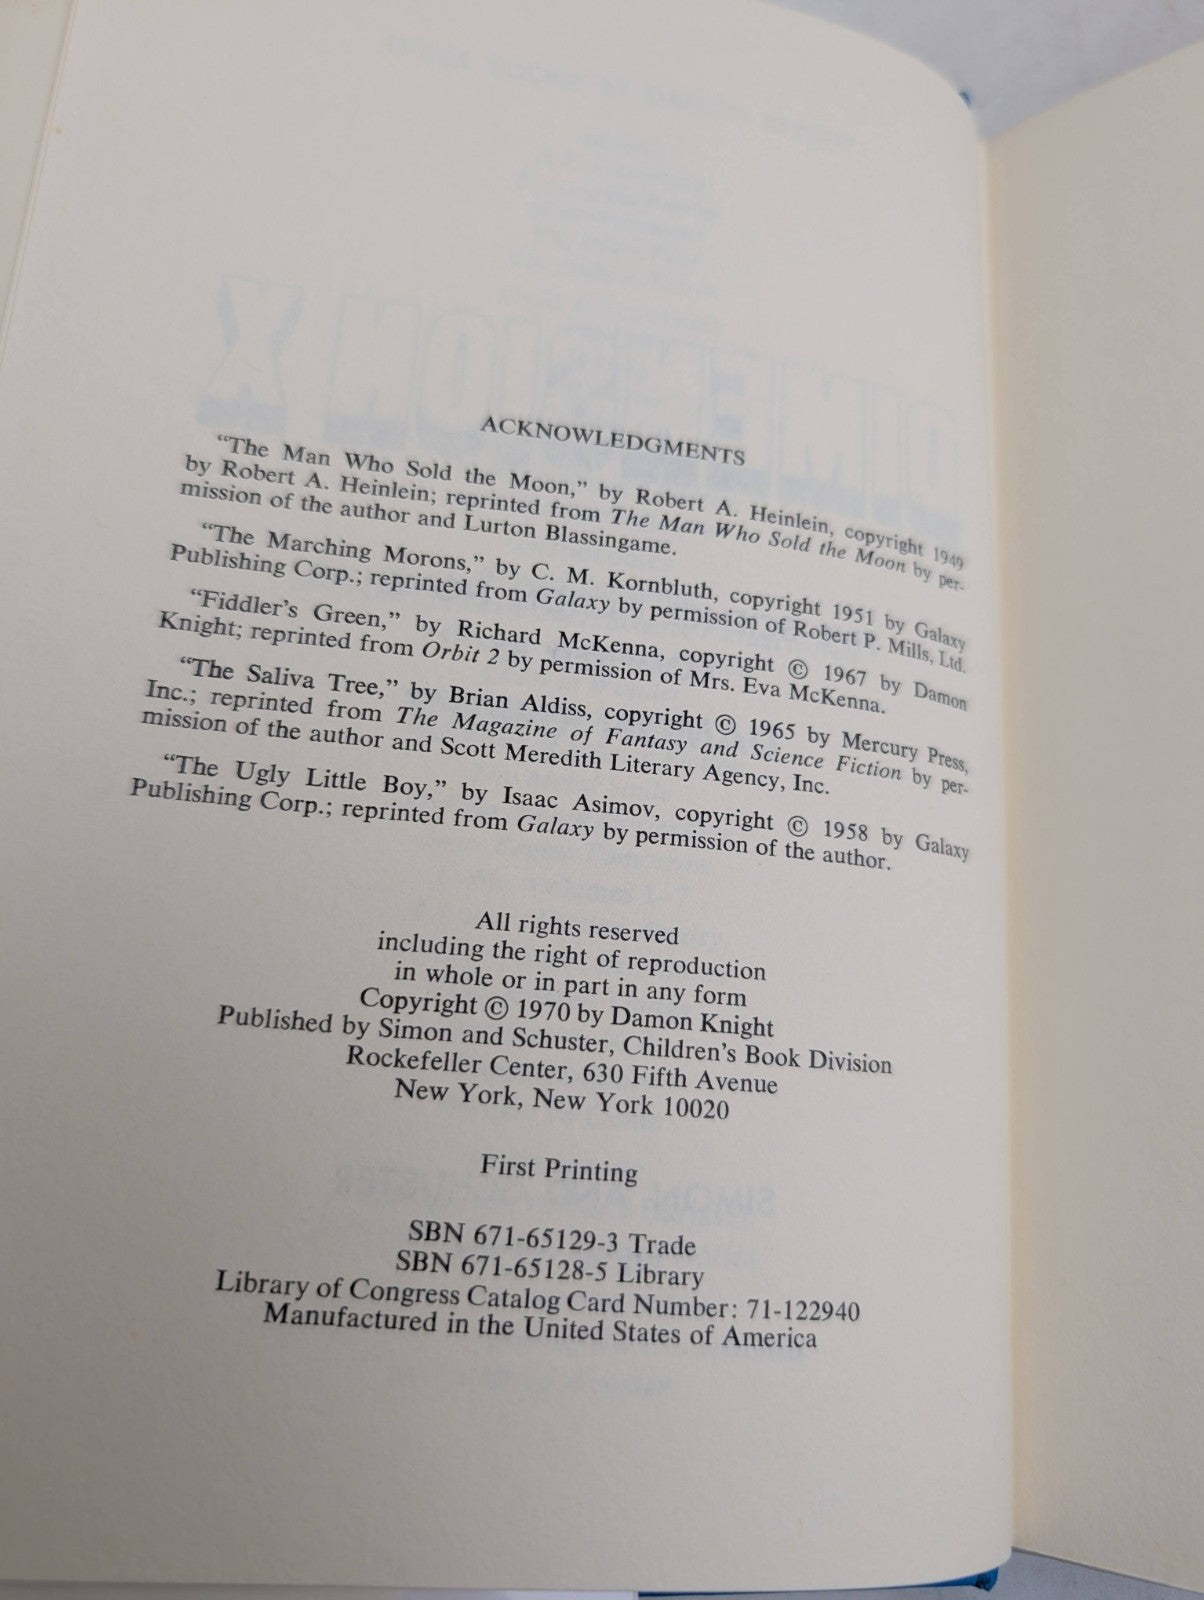 ACKNOWLEDGMENTS
“The Man Who Sold the Moon,” by Robert A. Heinlein, copyright 1949
by Robert A. Heinlein; reprinted from The Man Who Sold the Moon by per-
mission of the author and Lurton Blassingame.
“The Marching Morons,” by C. M. Kornbluth, copyright 1951 by Galaxy
Publishing Corp.; reprinted from Galaxy by permission of Robert P. Mills, Ltd.
“Fiddler’s Green,” by Richard McKenna, copyright © 1967 by Damon
Knight; reprinted from Orbit 2 by permission of Mrs. Eva McKenna.
“The Saliva Tree,” by Brian Aldiss, copyright © 1965 by Mercury Press,
Inc.; reprinted from The Magazine of Fantasy and Science Fiction by per-
mission of the author and Scott Meredith Literary Agency, Inc.
“The Ugly Little Boy,” by Isaac Asimov, copyright © 1958 by Galaxy
Publishing Corp.; reprinted from Galaxy by permission of the author.
All rights reserved
including the right of reproduction
in whole or in part in any form
Copyright © 1970 by Damon Knight
Published by Simon and Schuster, Children’s Book Division
Rockefeller Center, 630 Fifth Avenue
New York, New York 10020
First Printing
SBN 671-65129-3 Trade
SBN 671-65128-5 Library
Library of Congress Catalog Card Number: 71-122940
Manufactured in the United States of America